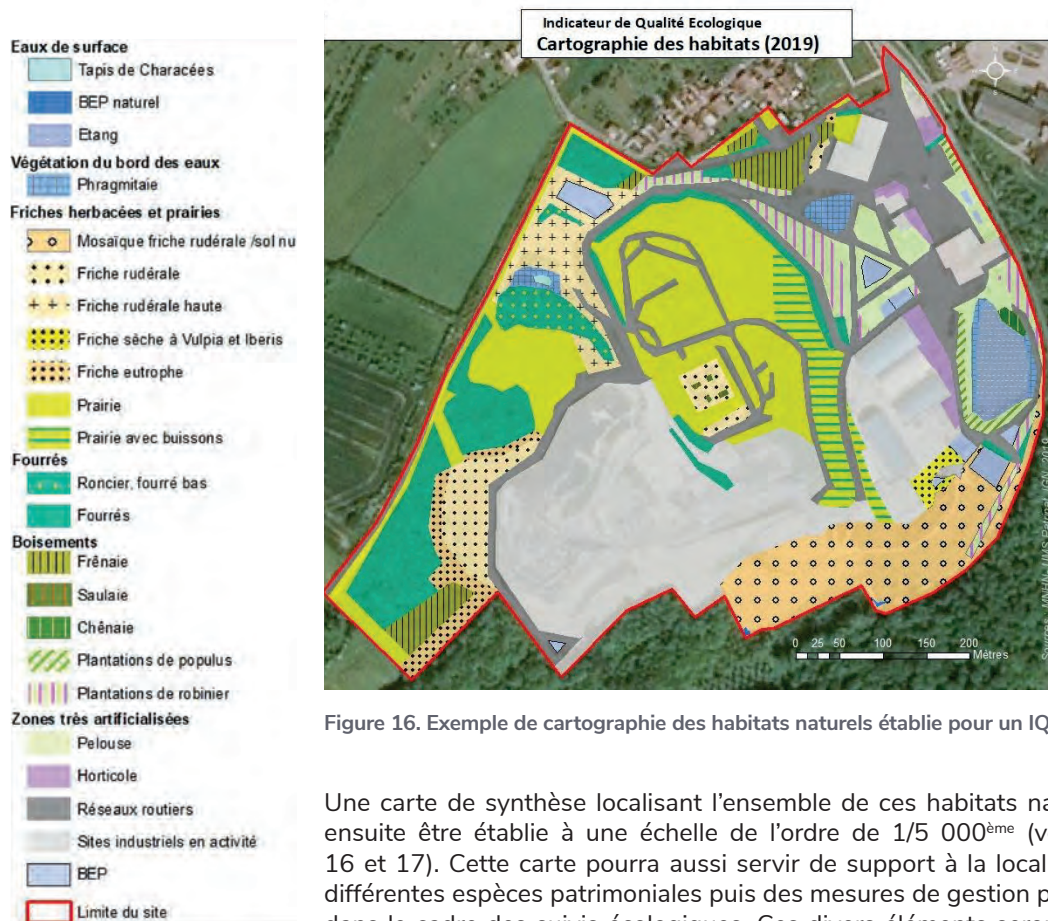 Indicateur de Qualité Ecologique
Cartographie des habitats (2019)
Eaux de surface
Tapis de Characées
BEP naturel
Etang
Végétation du bord des eaux
Phragmitaie
Friches herbacées et prairies
Mosaïque friche rudérale /sol nu
Friche rudérale
Friche rudérale haute
Friche sèche à Vulpia et Iberis
Friche eutrophe
Prairie
Prairie avec buissons
Fourrés
Roncier, fourré bas
Fourrés
Boisements
Frênaie
Saulaie
Chênaie
Plantations de populus
Plantations de robinier
Zones très artificialisées
Pelouse
Horticole
Réseaux routiers
Sites industriels en activité
BEP
Limite du site
0 25 50 100 150 200
Mètres
Figure 16. Exemple de cartographie des habitats naturels établie pour un IQ
Une carte de synthèse localisant l’ensemble de ces habitats na
ensuite être établie à une échelle de l’ordre de 1/5 000ème (v
16 et 17). Cette carte pourra aussi servir de support à la local
différentes espèces patrimoniales puis des mesures de gestion p